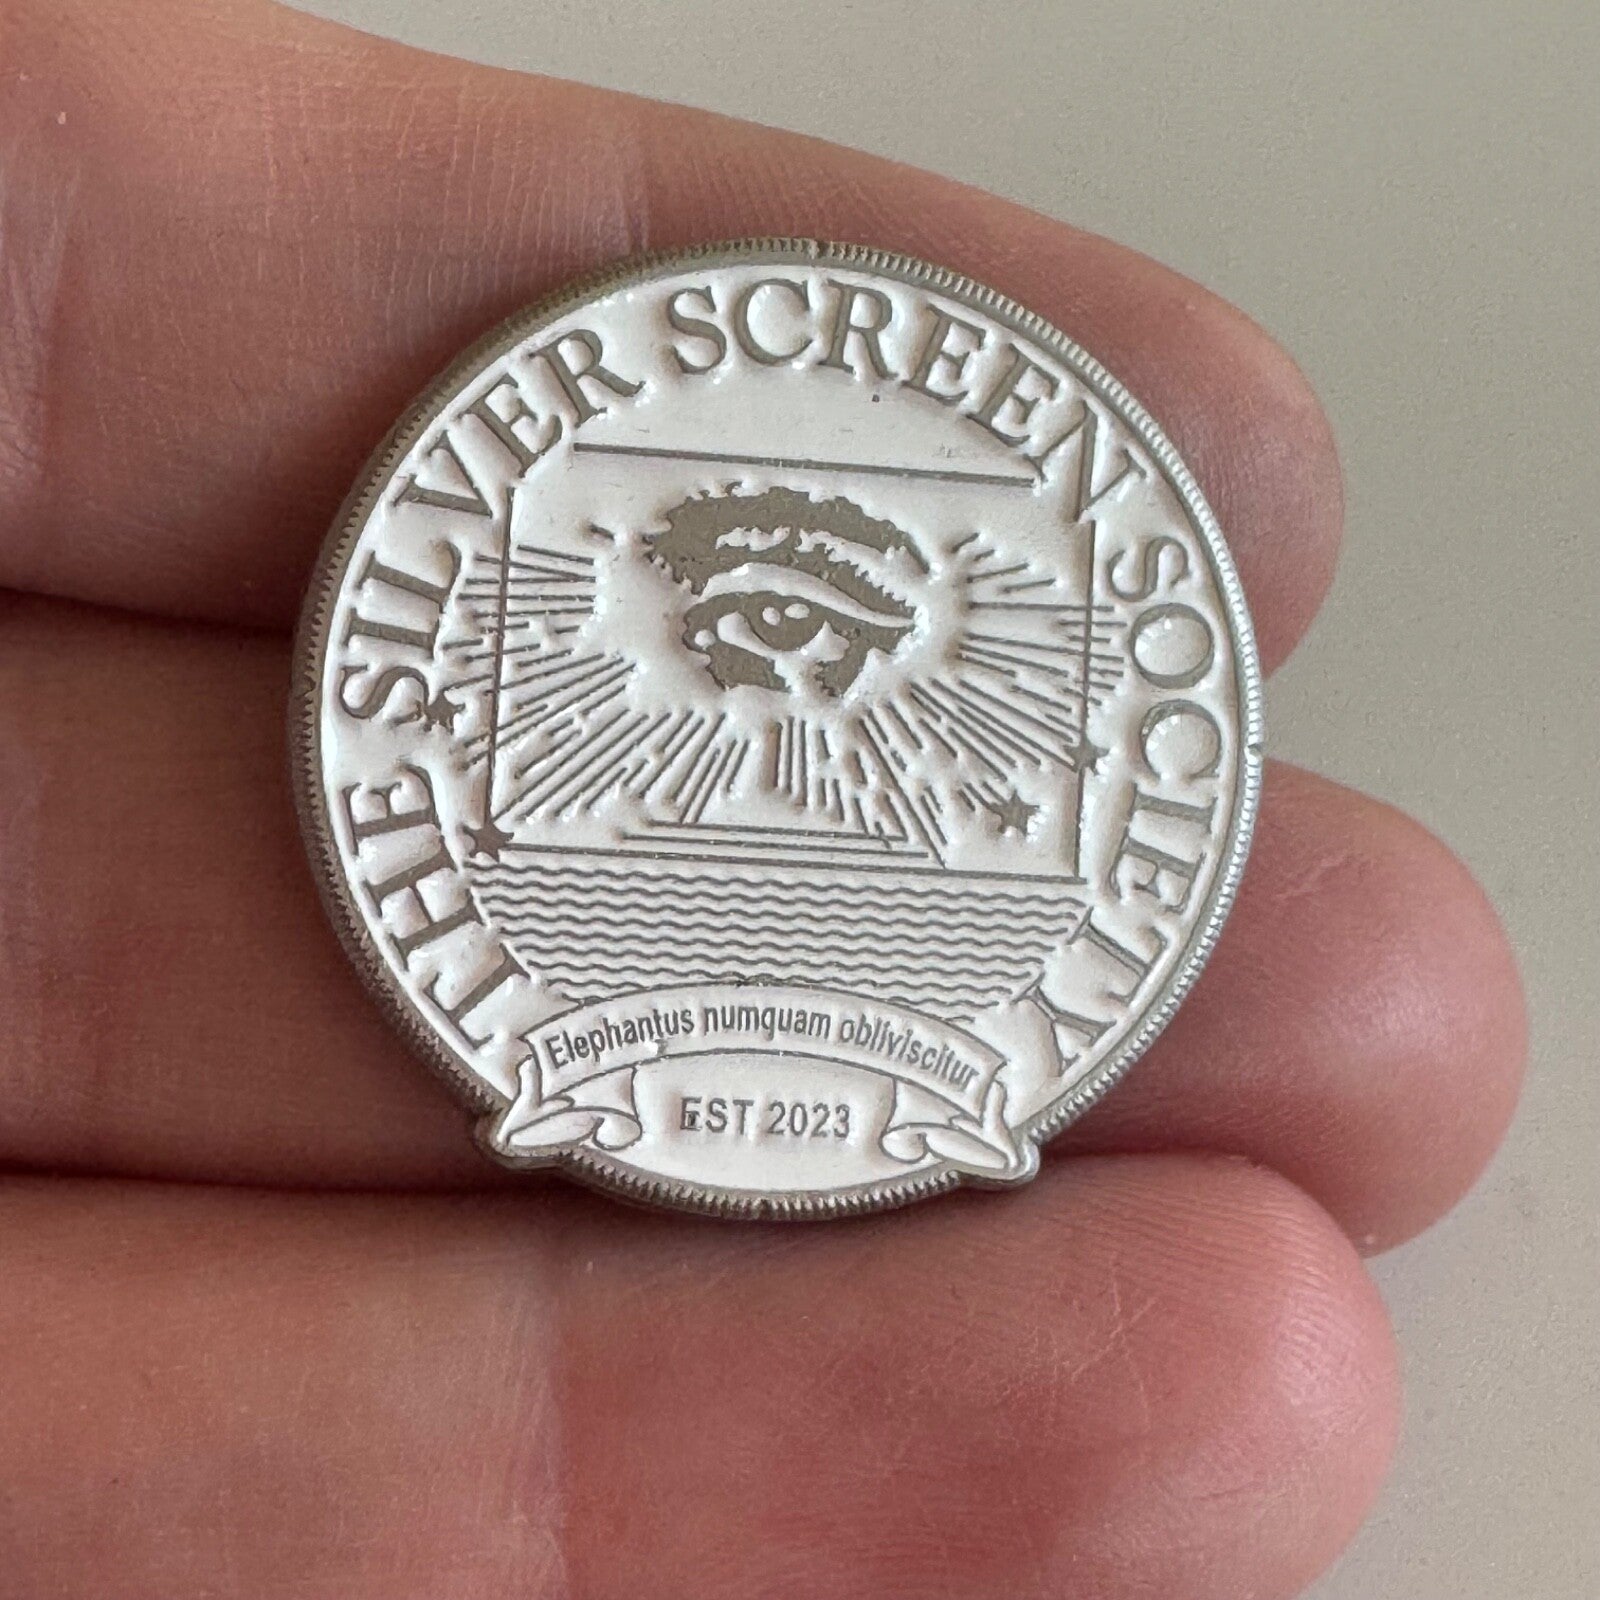 THE SILVER SCREEN SOCIETY
Elephantus numquam obliviscitur
EST 2023